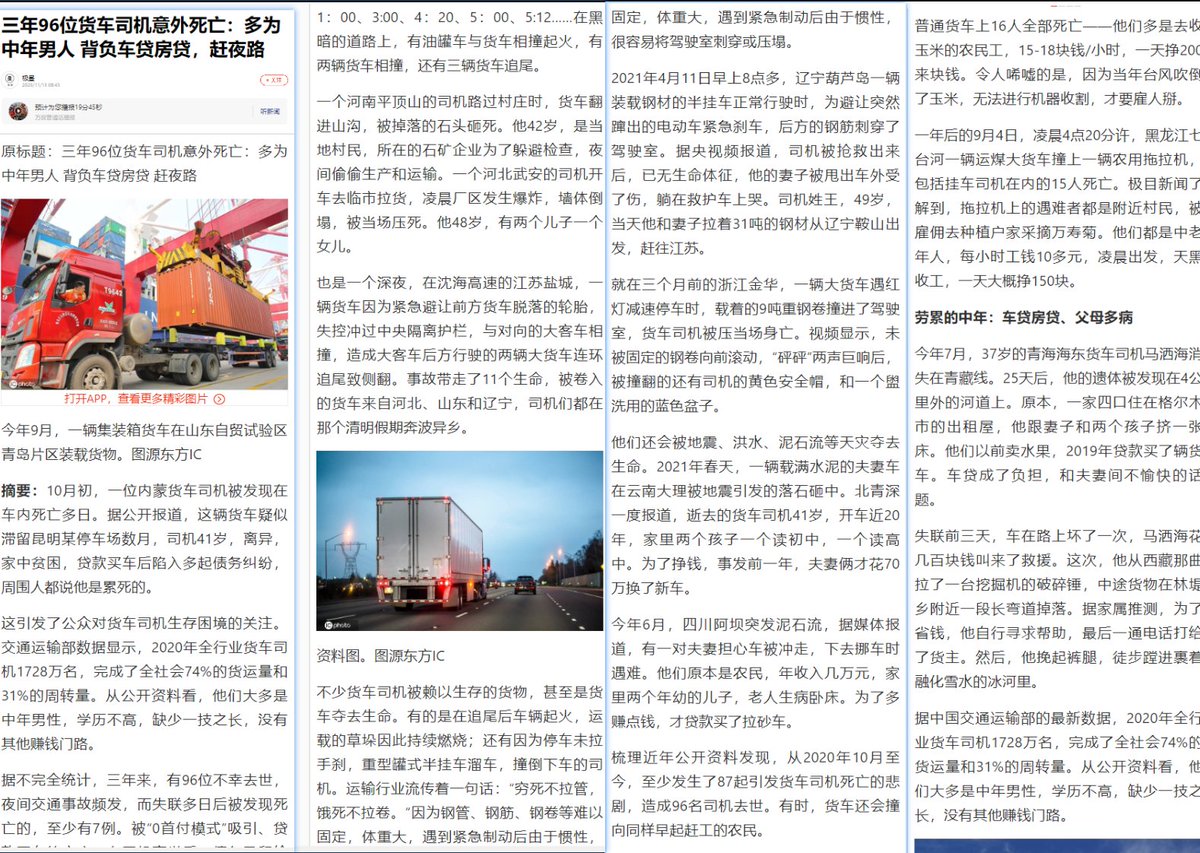 三年96位货车司机意外死亡：多为
中年男人 背负车贷房贷，赶夜路
极昼
+关注
预计为您播报19分45秒
听新闻
原标题：三年96位货车司机意外死亡：多为
中年男人 背负车贷房贷 赶夜路
T9642
photo
打开APP，查看更多精彩图片
今年9月，一辆集装箱货车在山东自贸试验区
青岛片区装载货物。图源东方IC
摘要：10月初，一位内蒙货车司机被发现在
车内死亡多日。据公开报道，这辆货车疑似
滞留昆明某停车场数月，司机41岁，离异，
家中贫困，贷款买车后陷入多起债务纠纷，
周围人都说他是累死的。
这引发了公众对货车司机生存困境的关注。
交通运输部数据显示，2020年全行业货车司
机1728万名，完成了全社会74%的货运量和
31%的周转量。从公开资料看，他们大多是
中年男性，学历不高，缺少一技之长，没有
其他赚钱门路。
据不完全统计，三年来，有96位不幸去世，
夜间交通事故频发，而失联多日后被发现死
亡的，至少有7例。被“0首付模式”吸引、贷
1：00、3:00、4：20、5：00、5:12......在黑
暗的道路上，有油罐车与货车相撞起火，有
两辆货车相撞，还有三辆货车追尾。
一个河南平顶山的司机路过村庄时，货车翻
进山沟，被掉落的石头砸死。他42岁，是当
地村民，所在的石矿企业为了躲避检查，夜
间偷偷生产和运输。一个河北武安的司机开
车去临市拉货，凌晨厂区发生爆炸，墙体倒
塌，被当场压死。他48岁，有两个儿子一个
女儿。
也是一个深夜，在沈海高速的江苏盐城，一
辆货车因为紧急避让前方货车脱落的轮胎，
失控冲过中央隔离护栏，与对向的大客车相
撞，造成大客车后方行驶的两辆大货车连环
追尾致侧翻。事故带走了11个生命，被卷入
的货车来自河北、山东和辽宁，司机们都在
那个清明假期奔波异乡。
photo
资料图。图源东方IC
不少货车司机被赖以生存的货物，甚至是货
车夺去生命。有的是在追尾后车辆起火，运
载的草垛因此持续燃烧；还有因为停车未拉
手刹，重型罐式半挂车溜车，撞倒下车的司
机。运输行业流传着一句话：“穷死不拉管，
饿死不拉卷。”因为钢管、钢筋、钢卷等难以
固定，体重大，遇到紧急制动后由于惯性，
固定，体重大，遇到紧急制动后由于惯性，
很容易将驾驶室刺穿或压塌。
2021年4月11日早上8点多，辽宁葫芦岛一辆
装载钢材的半挂车正常行驶时，为避让突然
蹿出的电动车紧急刹车，后方的钢筋刺穿了
驾驶室。据央视频报道，司机被抢救出来
后，已无生命体征，他的妻子被甩出车外受
了伤，躺在救护车上哭。司机姓王，49岁，
当天他和妻子拉着31吨的钢材从辽宁鞍山出
发，赶往江苏。
就在三个月前的浙江金华，一辆大货车遇红
灯减速停车时，载着的9吨重钢卷撞进了驾驶
室，货车司机被压当场身亡。视频显示，未
被固定的钢卷向前滚动，“砰砰”两声巨响后，
被撞翻的还有司机的黄色安全帽，和一个盥
洗用的蓝色盆子。
他们还会被地震、洪水、泥石流等天灾夺去
生命。2021年春天，一辆载满水泥的夫妻车
在云南大理被地震引发的落石砸中。北青深
一度报道，逝去的货车司机41岁，开车近20
年，家里两个孩子一个读初中，一个读高
中。为了挣钱，事发前一年，夫妻俩才花70
万换了新车。
今年6月，四川阿坝突发泥石流，据媒体报
道，有一对夫妻担心车被冲走，下去挪车时
遇难。他们原本是农民，年收入几万元，家
里两个年幼的儿子，老人生病卧床。为了多
赚点钱，才贷款买了拉砂车。
梳理近年公开资料发现，从2020年10月至
今，至少发生了87起引发货车司机死亡的悲
剧，造成96名司机去世。有时，货车还会撞
向同样早起赶工的农民。
普通货车上16人全部死亡——他们多是去收
玉米的农民工，15-18块钱/小时，一天挣200
来块钱。令人唏嘘的是，因为当年台风吹倒
了玉米，无法进行机器收割，才要雇人掰。
一年后的9月4日，凌晨4点20分许，黑龙江七
台河一辆运煤大货车撞上一辆农用拖拉机，
包括挂车司机在内的15人死亡。极目新闻了
解到，拖拉机上的遇难者都是附近村民，被
雇佣去种植户家采摘万寿菊。他们都是中老
年人，每小时工钱10多元，凌晨出发，天黑
收工，一天大概挣150块。
劳累的中年：车贷房贷、父母多病
今年7月，37岁的青海海东货车司机马洒海消
失在青藏线。25天后，他的遗体被发现在4公
里外的河道上。原本，一家四口住在格尔木
市的出租屋，他跟妻子和两个孩子挤一张
床。他们以前卖水果，2019年贷款买了辆货
车。车贷成了负担，和夫妻间不愉快的话
题。
失联前三天，车在路上坏了一次，马洒海花
几百块钱叫来了救援。这次，他从西藏那曲
拉了一台挖掘机的破碎锤，中途货物在林场
乡附近一段长弯道掉落。据家属推测，为了
省钱，他自行寻求帮助，最后一通电话打给
了货主。然后，他挽起裤腿，徒步蹚进裹着
融化雪水的冰河里。
据中国交通运输部的最新数据，2020年全行
业货车司机1728万名，完成了全社会74%的
货运量和31%的周转量。从公开资料看，他
们大多是中年男性，学历不高，缺少一技之
长，没有其他赚钱门路。